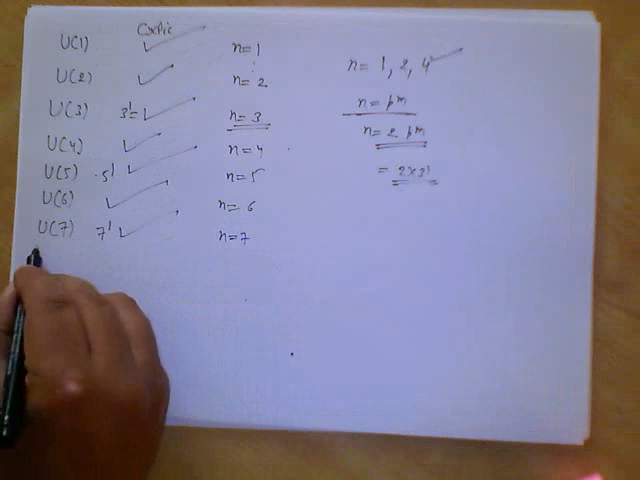 Cyclic
U(1) ✓ n=1
U(2) ✓ n=2
U(3) 3¹= ✓ n=3
U(4) ✓ n=4
U(5) 5¹ ✓ n=5
U(6) ✓ n=6
U(7) 7¹ ✓ n=7
n= 1, 2, 4 ✓
n= pᵐ
n= 2 pᵐ
= 2×3¹